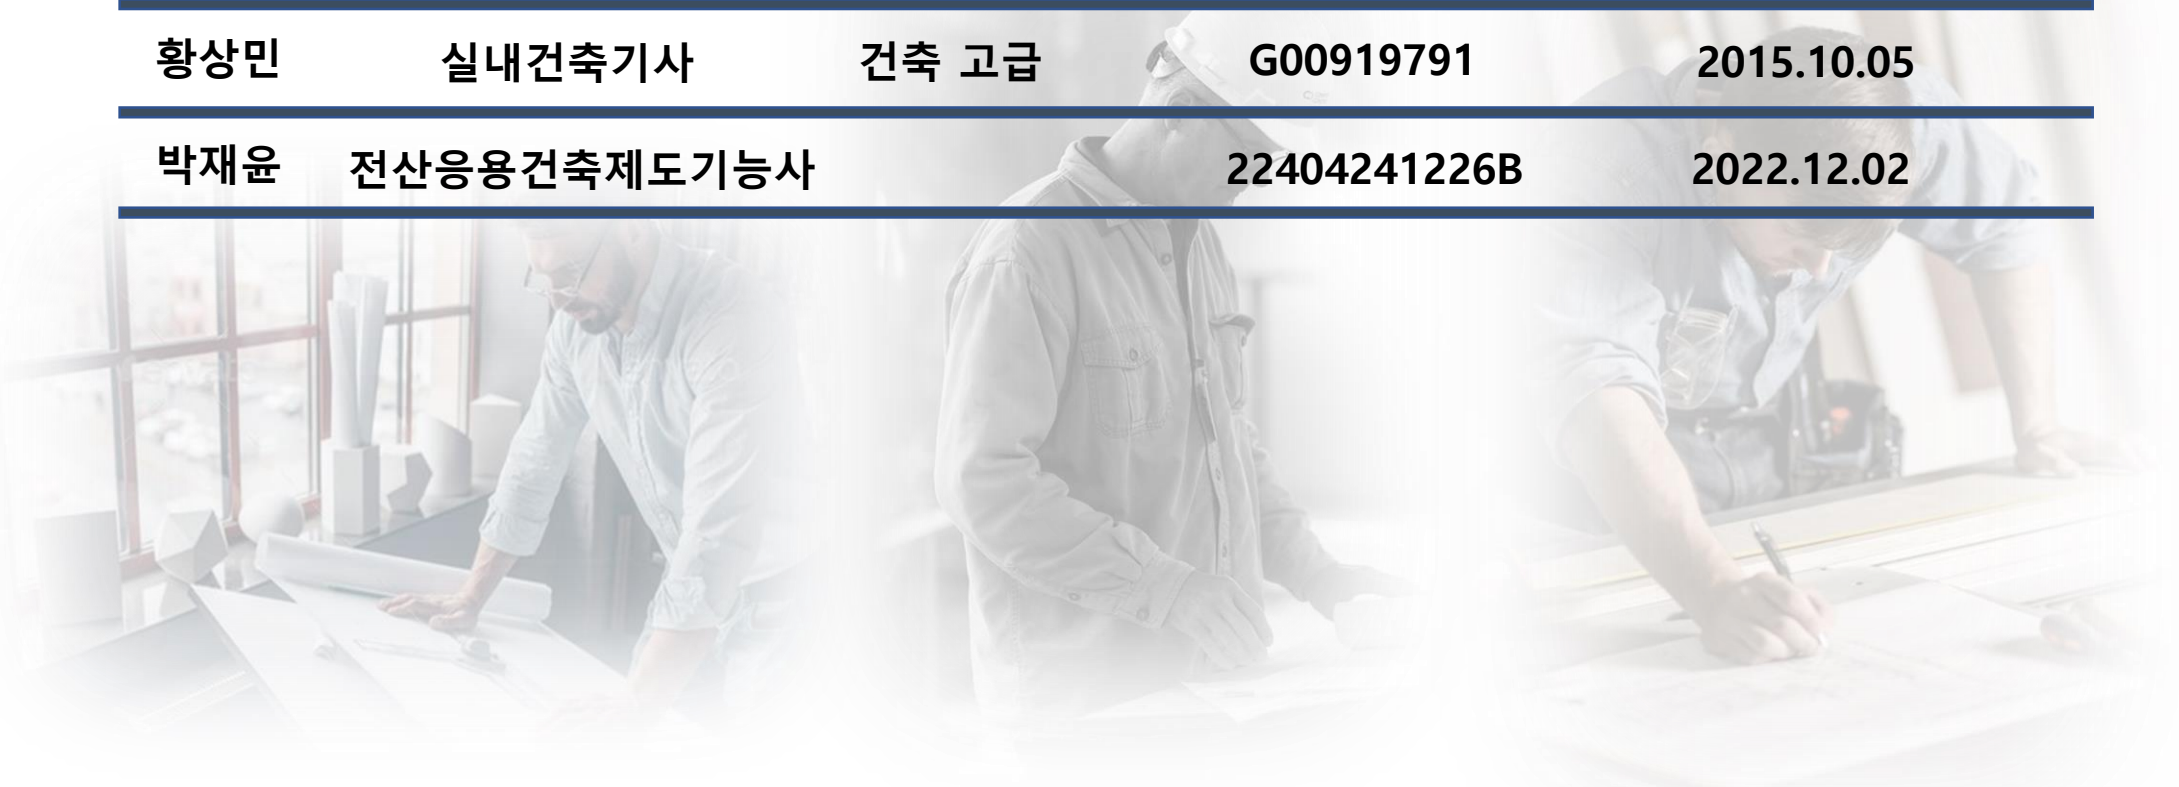 황상민 실내건축기사 건축 고급 G00919791 2015.10.05
박재윤 전산응용건축제도기능사 22404241226B 2022.12.02